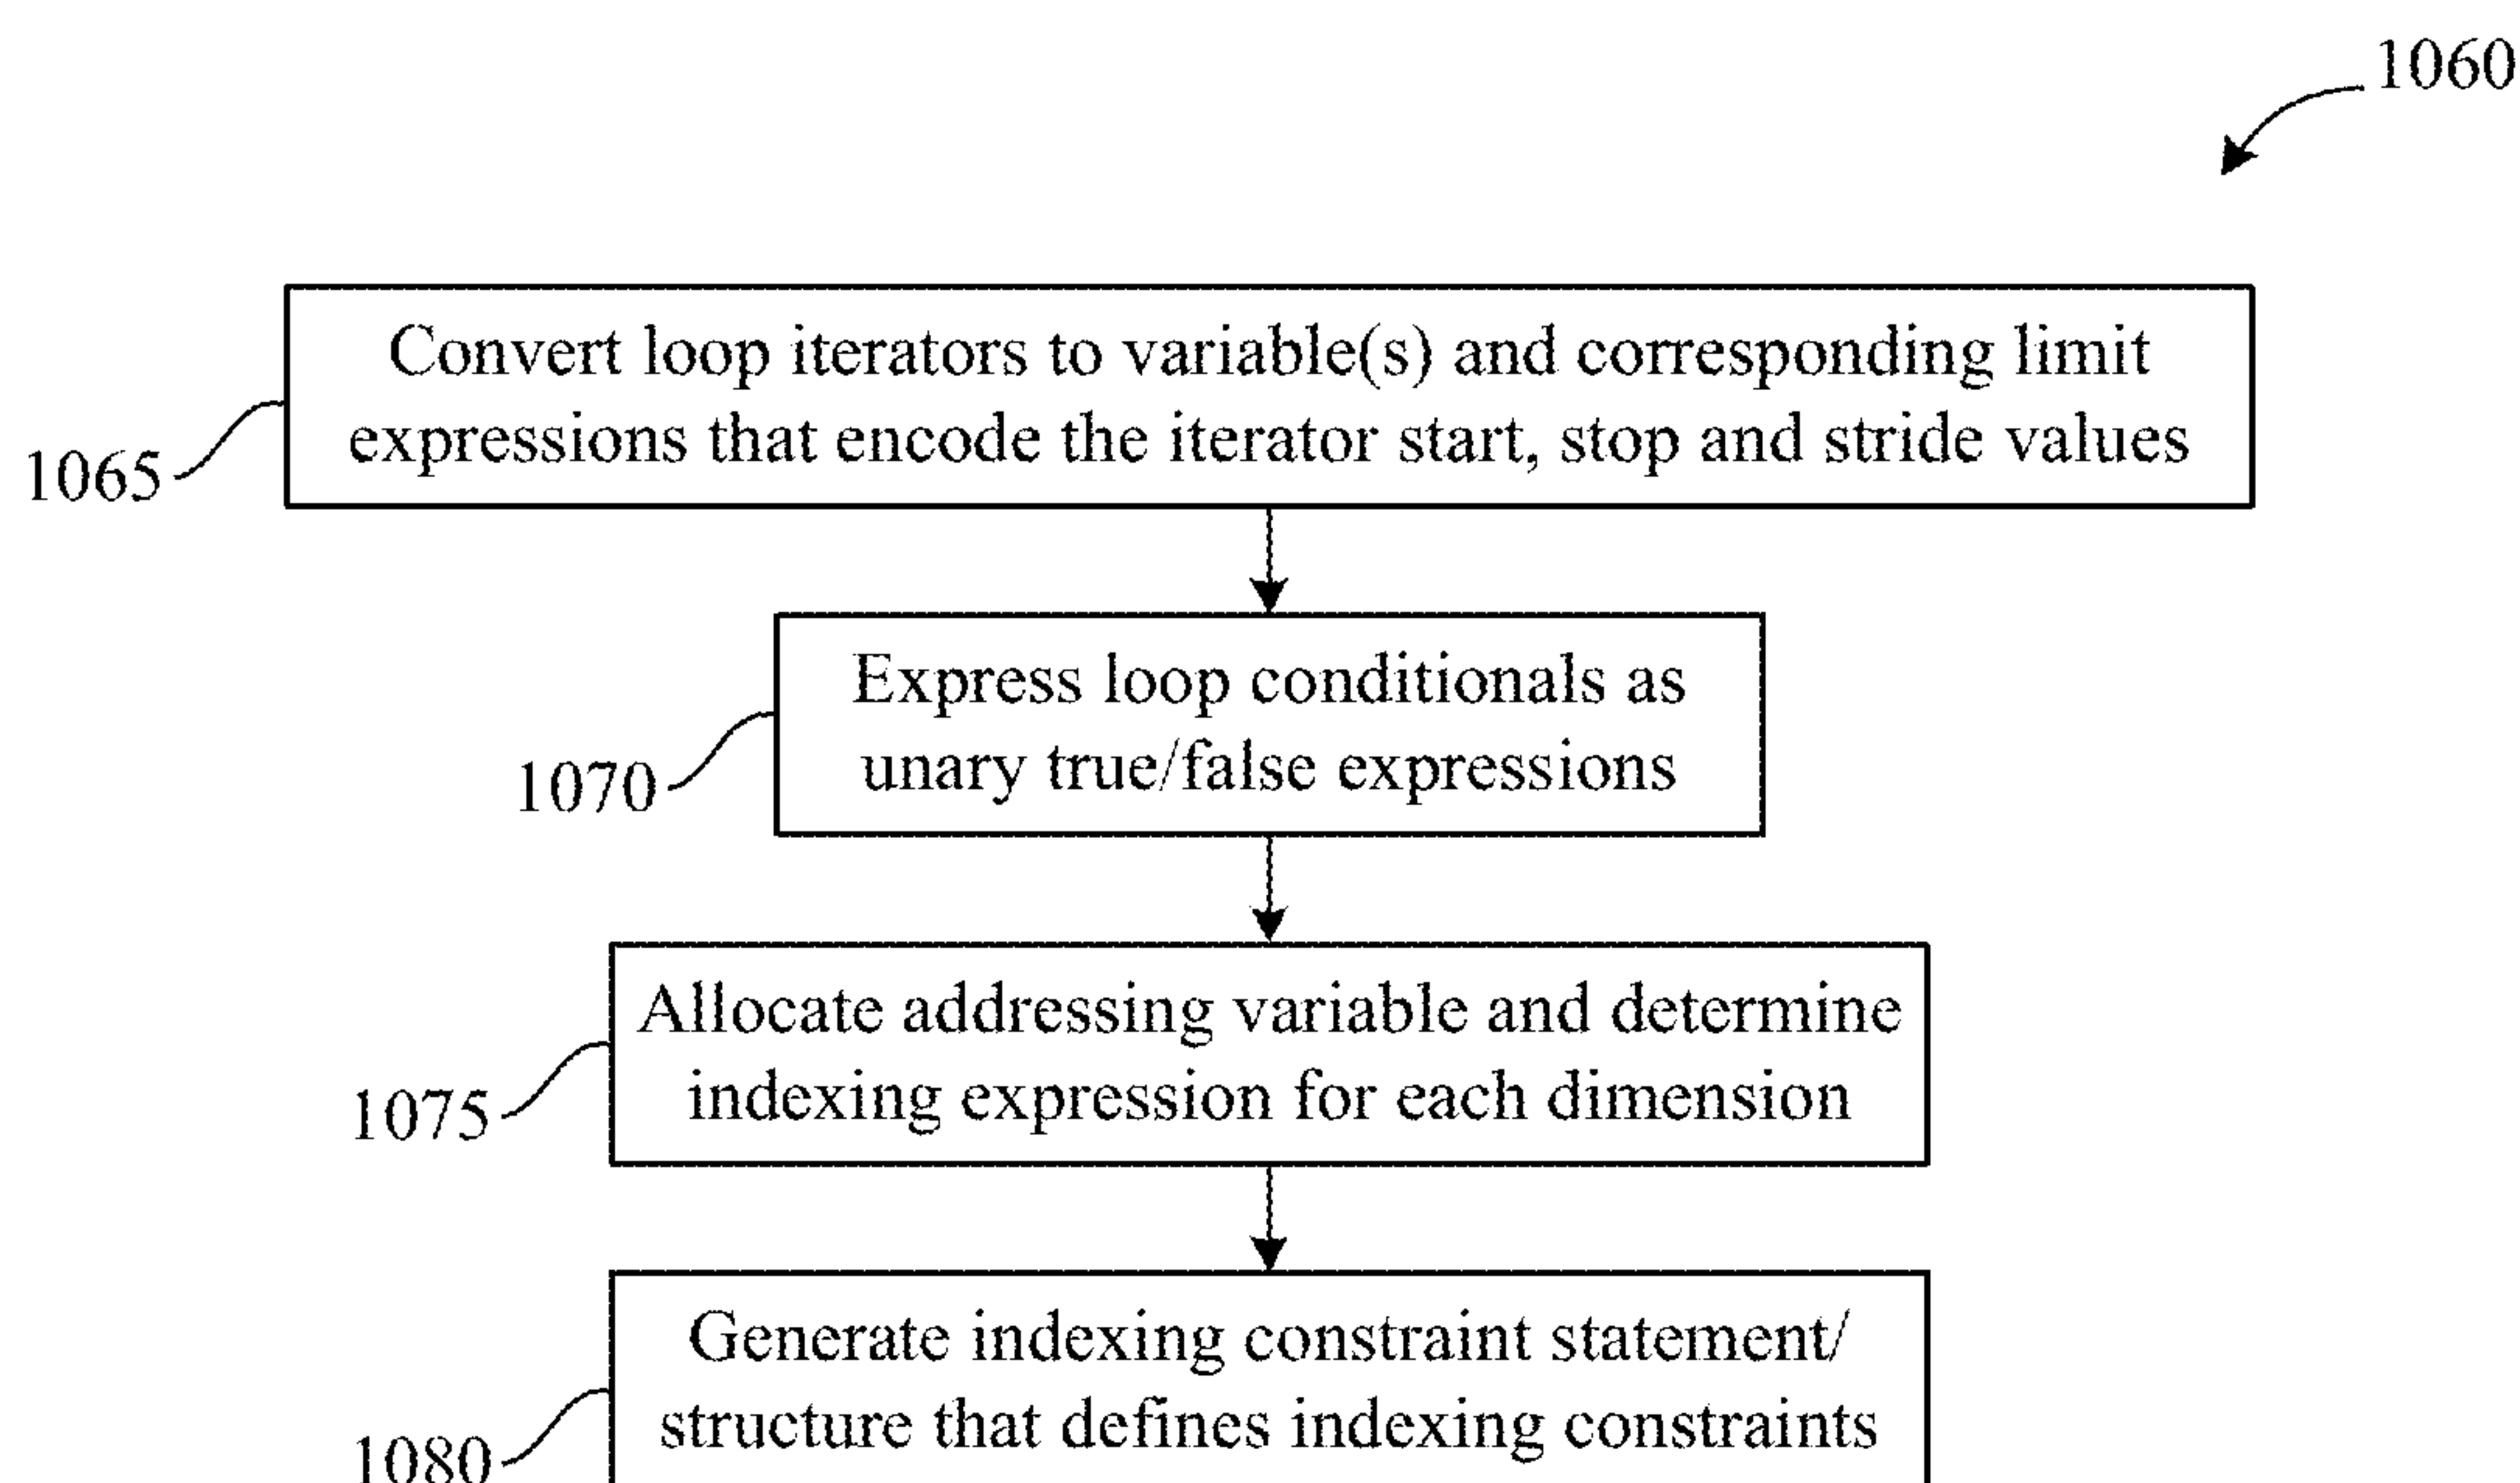 1060
Convert loop iterators to variable(s) and corresponding limit
expressions that encode the iterator start, stop and stride values
1065
Express loop conditionals as
unary true/false expressions
1070
Allocate addressing variable and determine
indexing expression for each dimension
1075
Generate indexing constraint statement/
structure that defines indexing constraints
1080